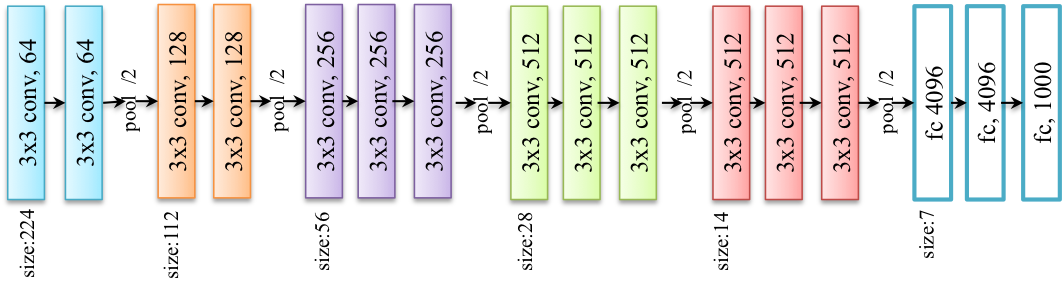 3x3 conv, 64
3x3 conv, 64
pool /2
3x3 conv, 128
3x3 conv, 128
pool /2
3x3 conv, 256
3x3 conv, 256
3x3 conv, 256
pool /2
3x3 conv, 512
3x3 conv, 512
3x3 conv, 512
pool /2
3x3 conv, 512
3x3 conv, 512
3x3 conv, 512
pool /2
fc 4096
fc, 4096
fc, 1000
size:224
size:112
size:56
size:28
size:14
size:7